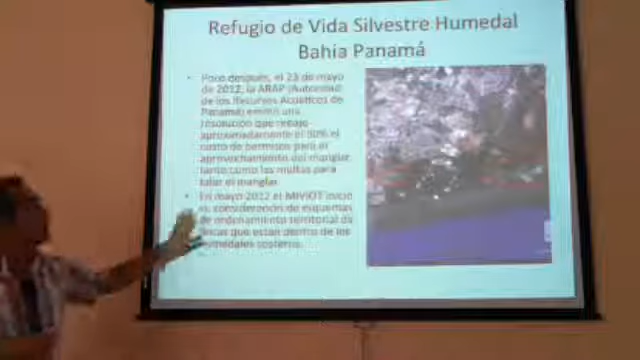 Refugio de Vida Silvestre Humedal
Bahía Panamá
• Poco después, el 23 de mayo
de 2012, la ARAP (Autoridad
de los Recursos Acuáticos de
Panamá) emitió una
resolución que rebajó
aproximadamente el 90% el
costo de permisos para el
aprovechamiento del manglar,
tanto como las multas para
talar el manglar.
• En mayo 2012 el MIVIOT inició
la consideración de esquemas
de ordenamiento territorial de
fincas que están dentro de los
humedales costeros.